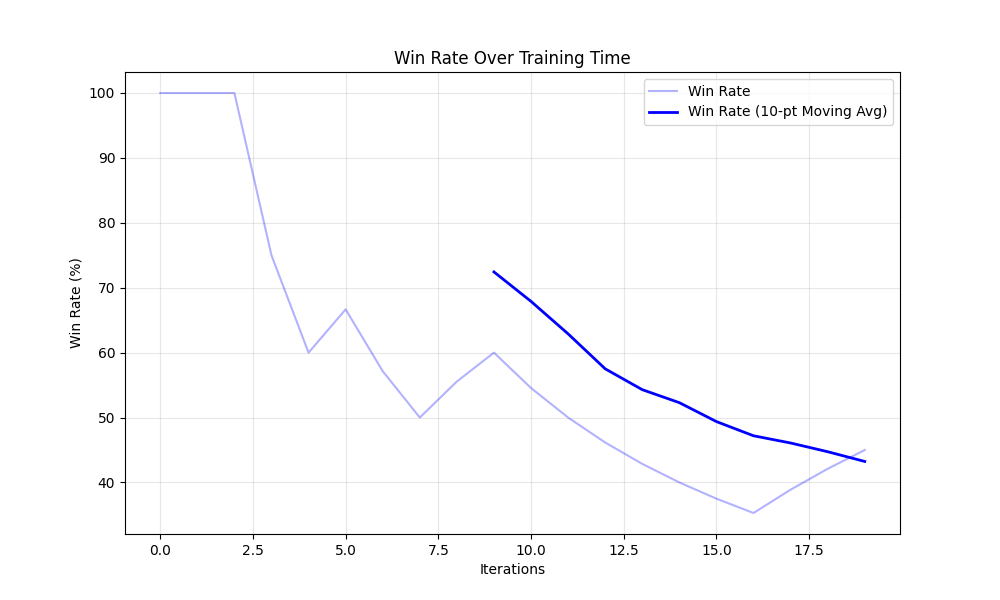 Win Rate Over Training Time
Win Rate
Win Rate (10-pt Moving Avg)
Win Rate (%)
100
90
80
70
60
50
40
0.0 2.5 5.0 7.5 10.0 12.5 15.0 17.5
Iterations